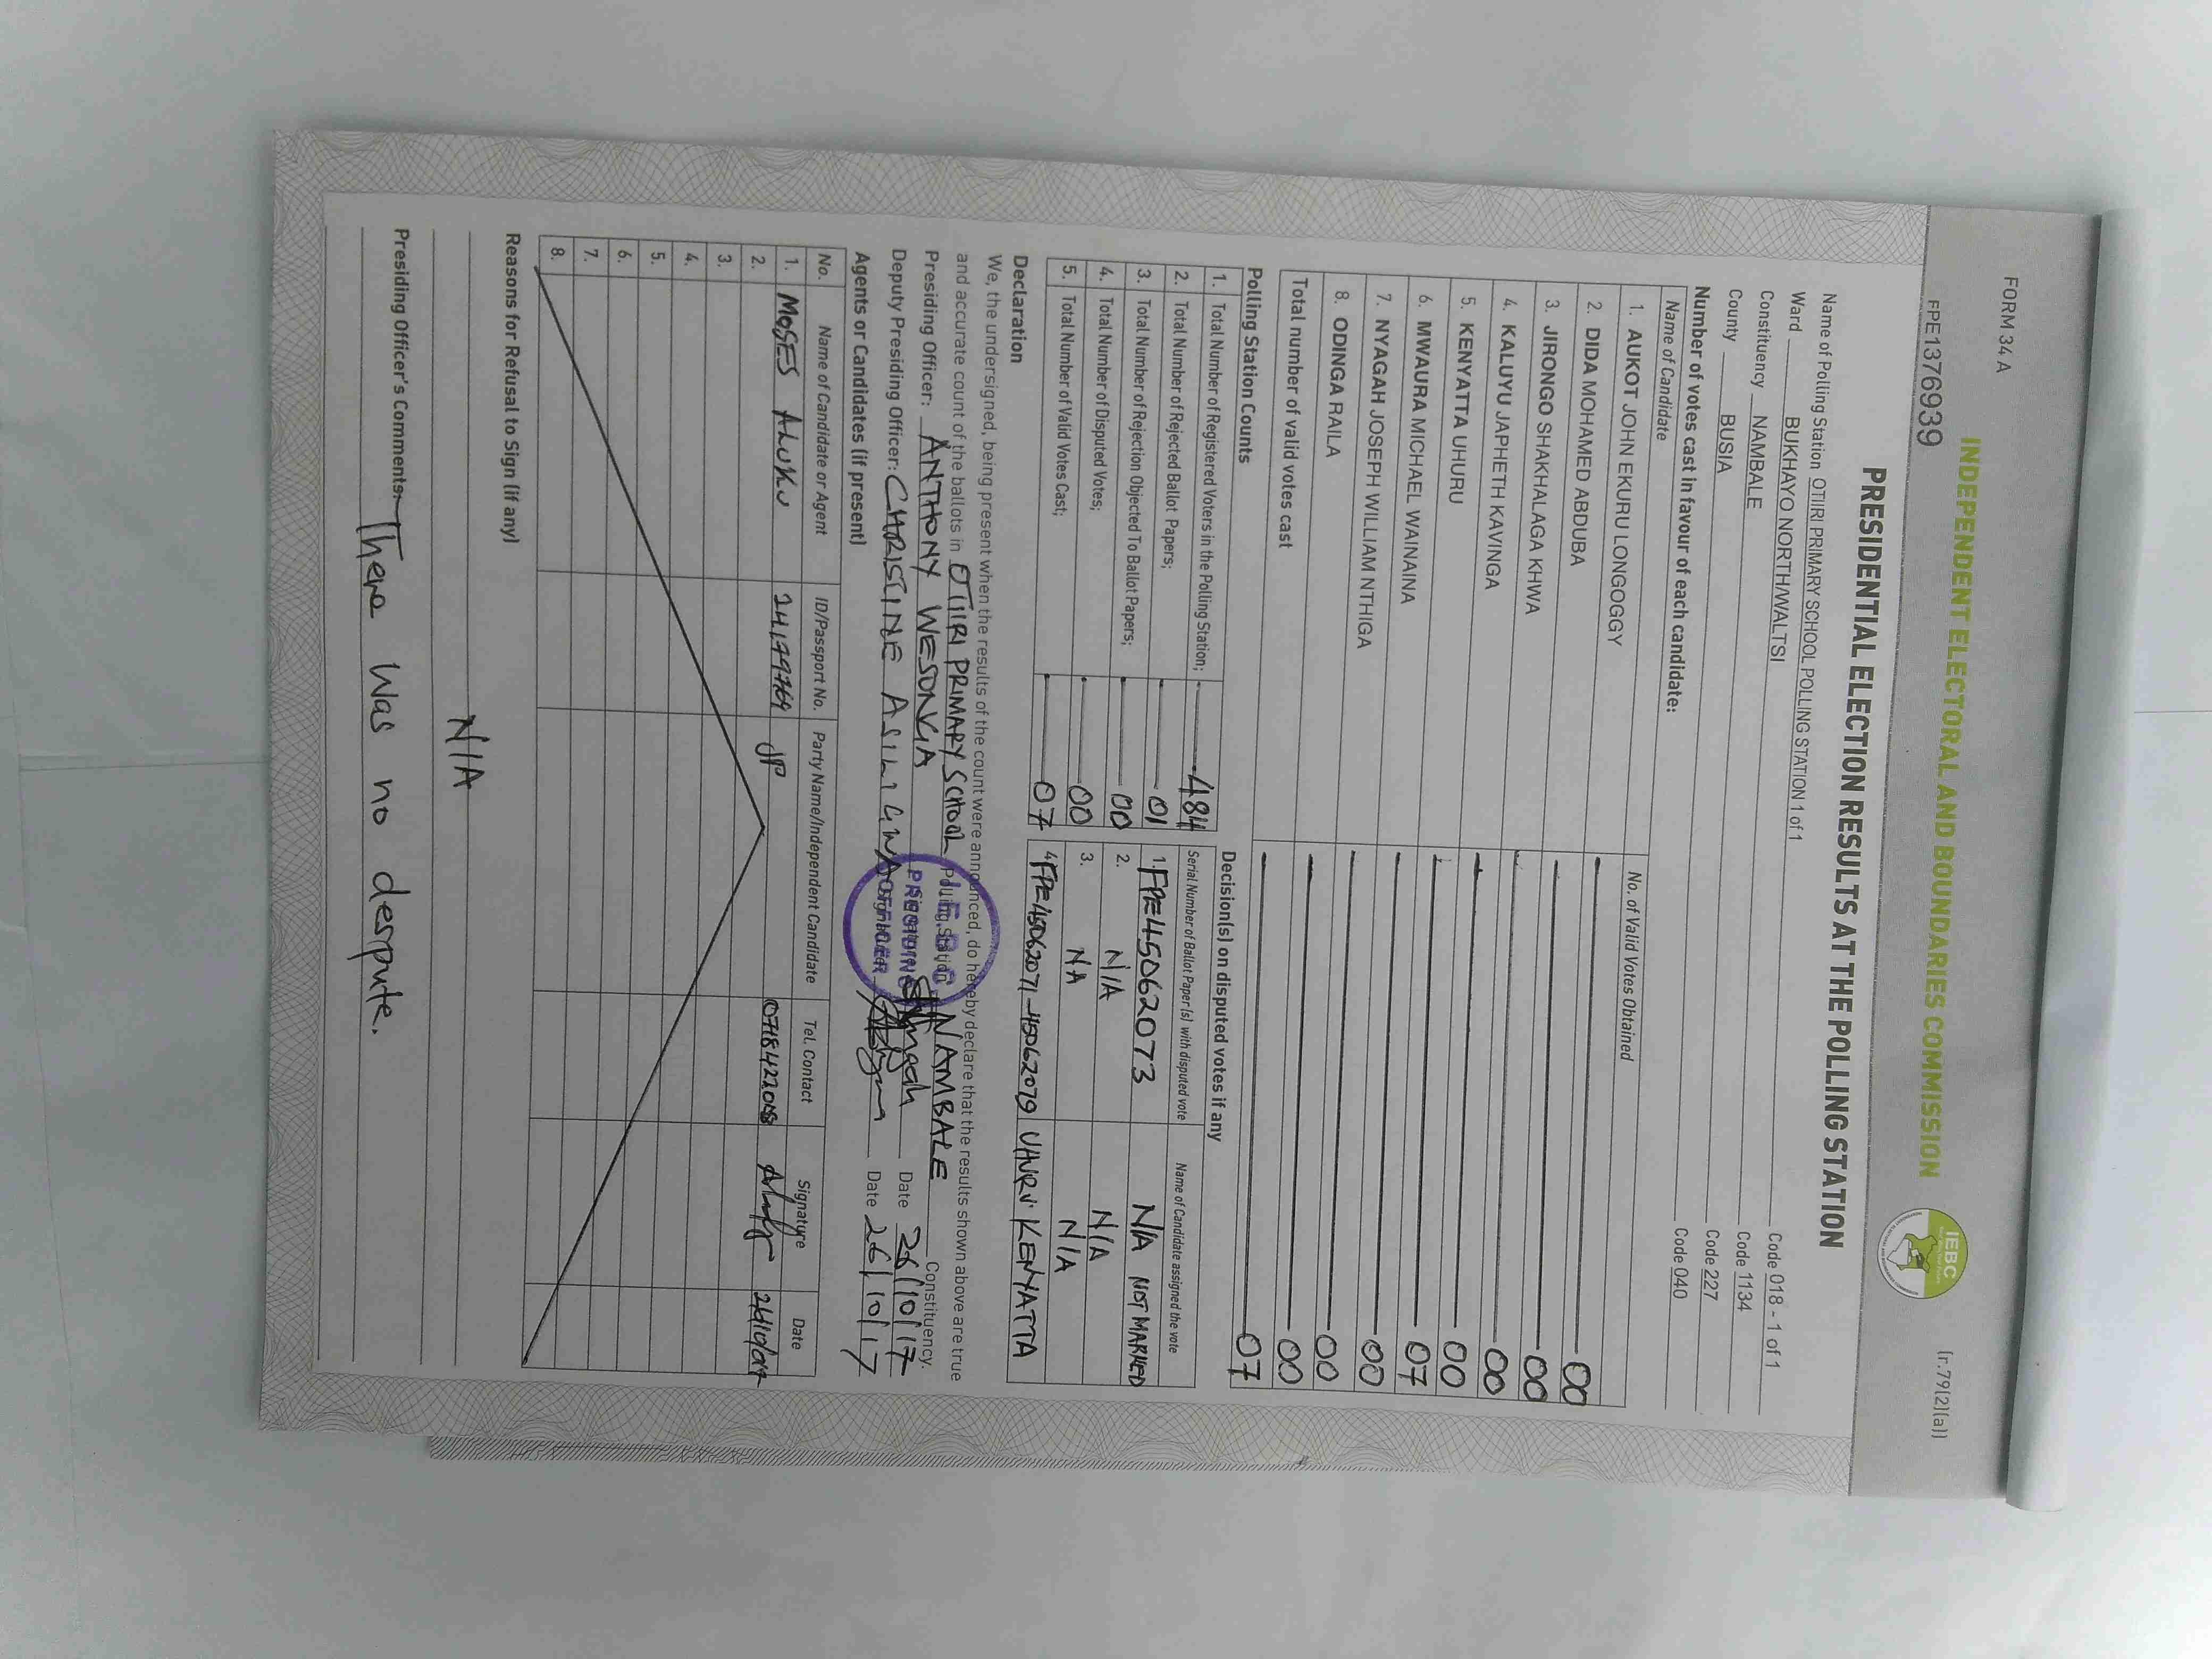 FORM 34 A
(r.79(2)(a))
INDEPENDENT ELECTORAL AND BOUNDARIES COMMISSION
IEBC
FPE1376939
PRESIDENTIAL ELECTION RESULTS AT THE POLLING STATION
Name of Polling Station OTIRI PRIMARY SCHOOL POLLING STATION 1 of 1 Code 018 - 1 of 1
Ward BUKHAYO NORTH/WALTSI Code 1134
Constituency NAMBALE Code 227
County BUSIA Code 040
Number of votes cast in favour of each candidate:
Name of Candidate No. of Valid Votes Obtained
1. AUKOT JOHN EKURU LONGOGGY 00
2. DIDA MOHAMED ABDUBA 00
3. JIRONGO SHAKHALAGA KHWA 00
4. KALUYU JAPHETH KAVINGA 00
5. KENYATTA UHURU 07
6. MWAURA MICHAEL WAINAINA 00
7. NYAGAH JOSEPH WILLIAM NTHIGA 00
8. ODINGA RAILA 00
Total number of valid votes cast 07
Polling Station Counts Decision(s) on disputed votes if any
Serial Number of Ballot Paper(s) with disputed vote Name of Candidate assigned the vote
1. Total Number of Registered Voters in the Polling Station; 484 1. FPE45062073 N/A NOT MARKED
2. Total Number of Rejected Ballot Papers; 01 2. N/A N/A
3. Total Number of Rejection Objected To Ballot Papers; 00 3. NA N/A
4. Total Number of Disputed Votes; 00 4. FPE45062071-45062079 UHURU KENYATTA
5. Total Number of Valid Votes Cast; 07
Declaration
We, the undersigned, being present when the results of the count were announced, do hereby declare that the results shown above are true
and accurate count of the ballots in OTIIRI PRIMARY SCHOOL Polling Station NAMBALE Constituency.
Presiding Officer: ANTHONY WESONGA Signature Date 26/10/17
Deputy Presiding Officer: CHRISTINE Signature Date 26/10/17
I.E.B.C
PRESIDING
OFFICER
Agents or Candidates (if present)
No. Name of Candidate or Agent ID/Passport No. Party Name/Independent Candidate Tel. Contact Signature Date
1. MOSES ALUKU JP
2.
3.
4.
5.
6.
7.
8.
Reasons for Refusal to Sign (if any)
N/A
Presiding Officer's Comments There Was no despute.